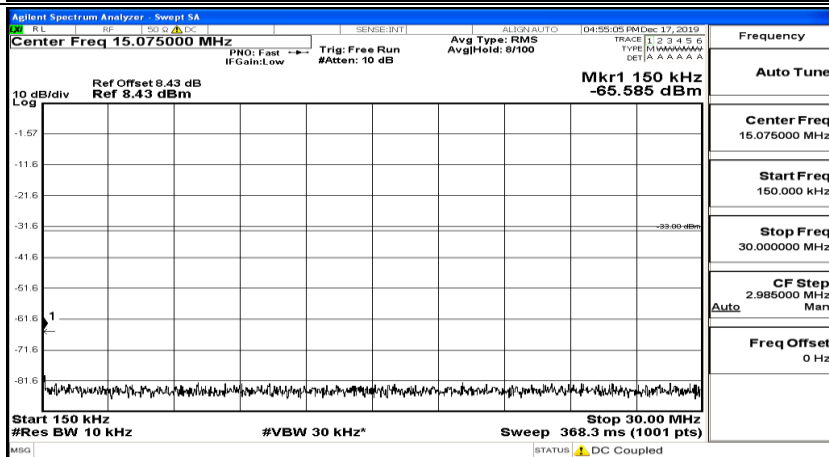 Agilent Spectrum Analyzer - Swept SA
LXI RL RF 50 Ω DC SENSE:INT ALIGN AUTO 04:55:05 PM Dec 17, 2019
Center Freq 15.075000 MHz
PNO: Fast
IFGain:Low
Trig: Free Run
#Atten: 10 dB
Avg Type: RMS
Avg|Hold: 8/100
TRACE 1 2 3 4 5 6
TYPE M W W W W W
DET A A A A A A
Mkr1 150 kHz
-65.585 dBm
Ref Offset 8.43 dB
10 dB/div Ref 8.43 dBm
Log
-1.57
-11.6
-21.6
-31.6
-33.00 dBm
-41.6
-51.6
-61.6
1
-71.6
-81.6
Start 150 kHz Stop 30.00 MHz
#Res BW 10 kHz #VBW 30 kHz* Sweep 368.3 ms (1001 pts)
MSG STATUS DC Coupled
Frequency
Auto Tune
Center Freq
15.075000 MHz
Start Freq
150.000 kHz
Stop Freq
30.000000 MHz
CF Step
2.985000 MHz
Auto Man
Freq Offset
0 Hz